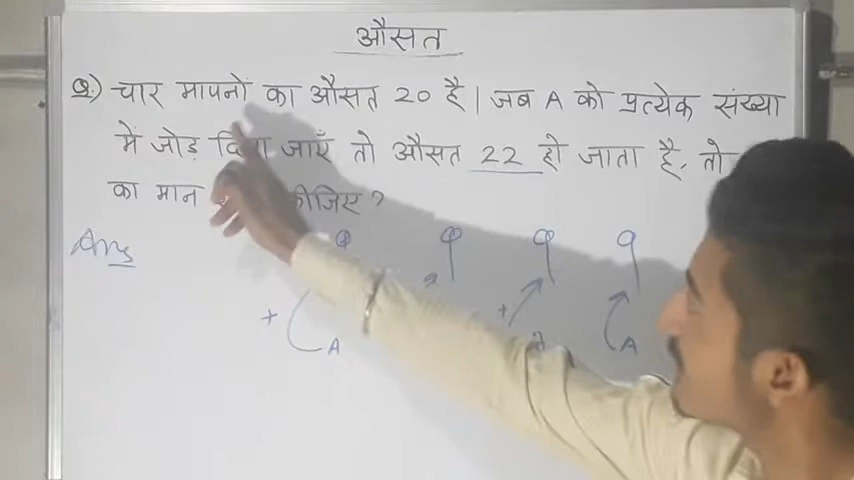 औसत
Q.) चार मापनों का औसत 20 है | जब A को प्रत्येक संख्या
में जोड़ दिया जाएँ तो औसत 22 हो जाता है, तो
का मान कीजिए ?
Ans
+ A + A